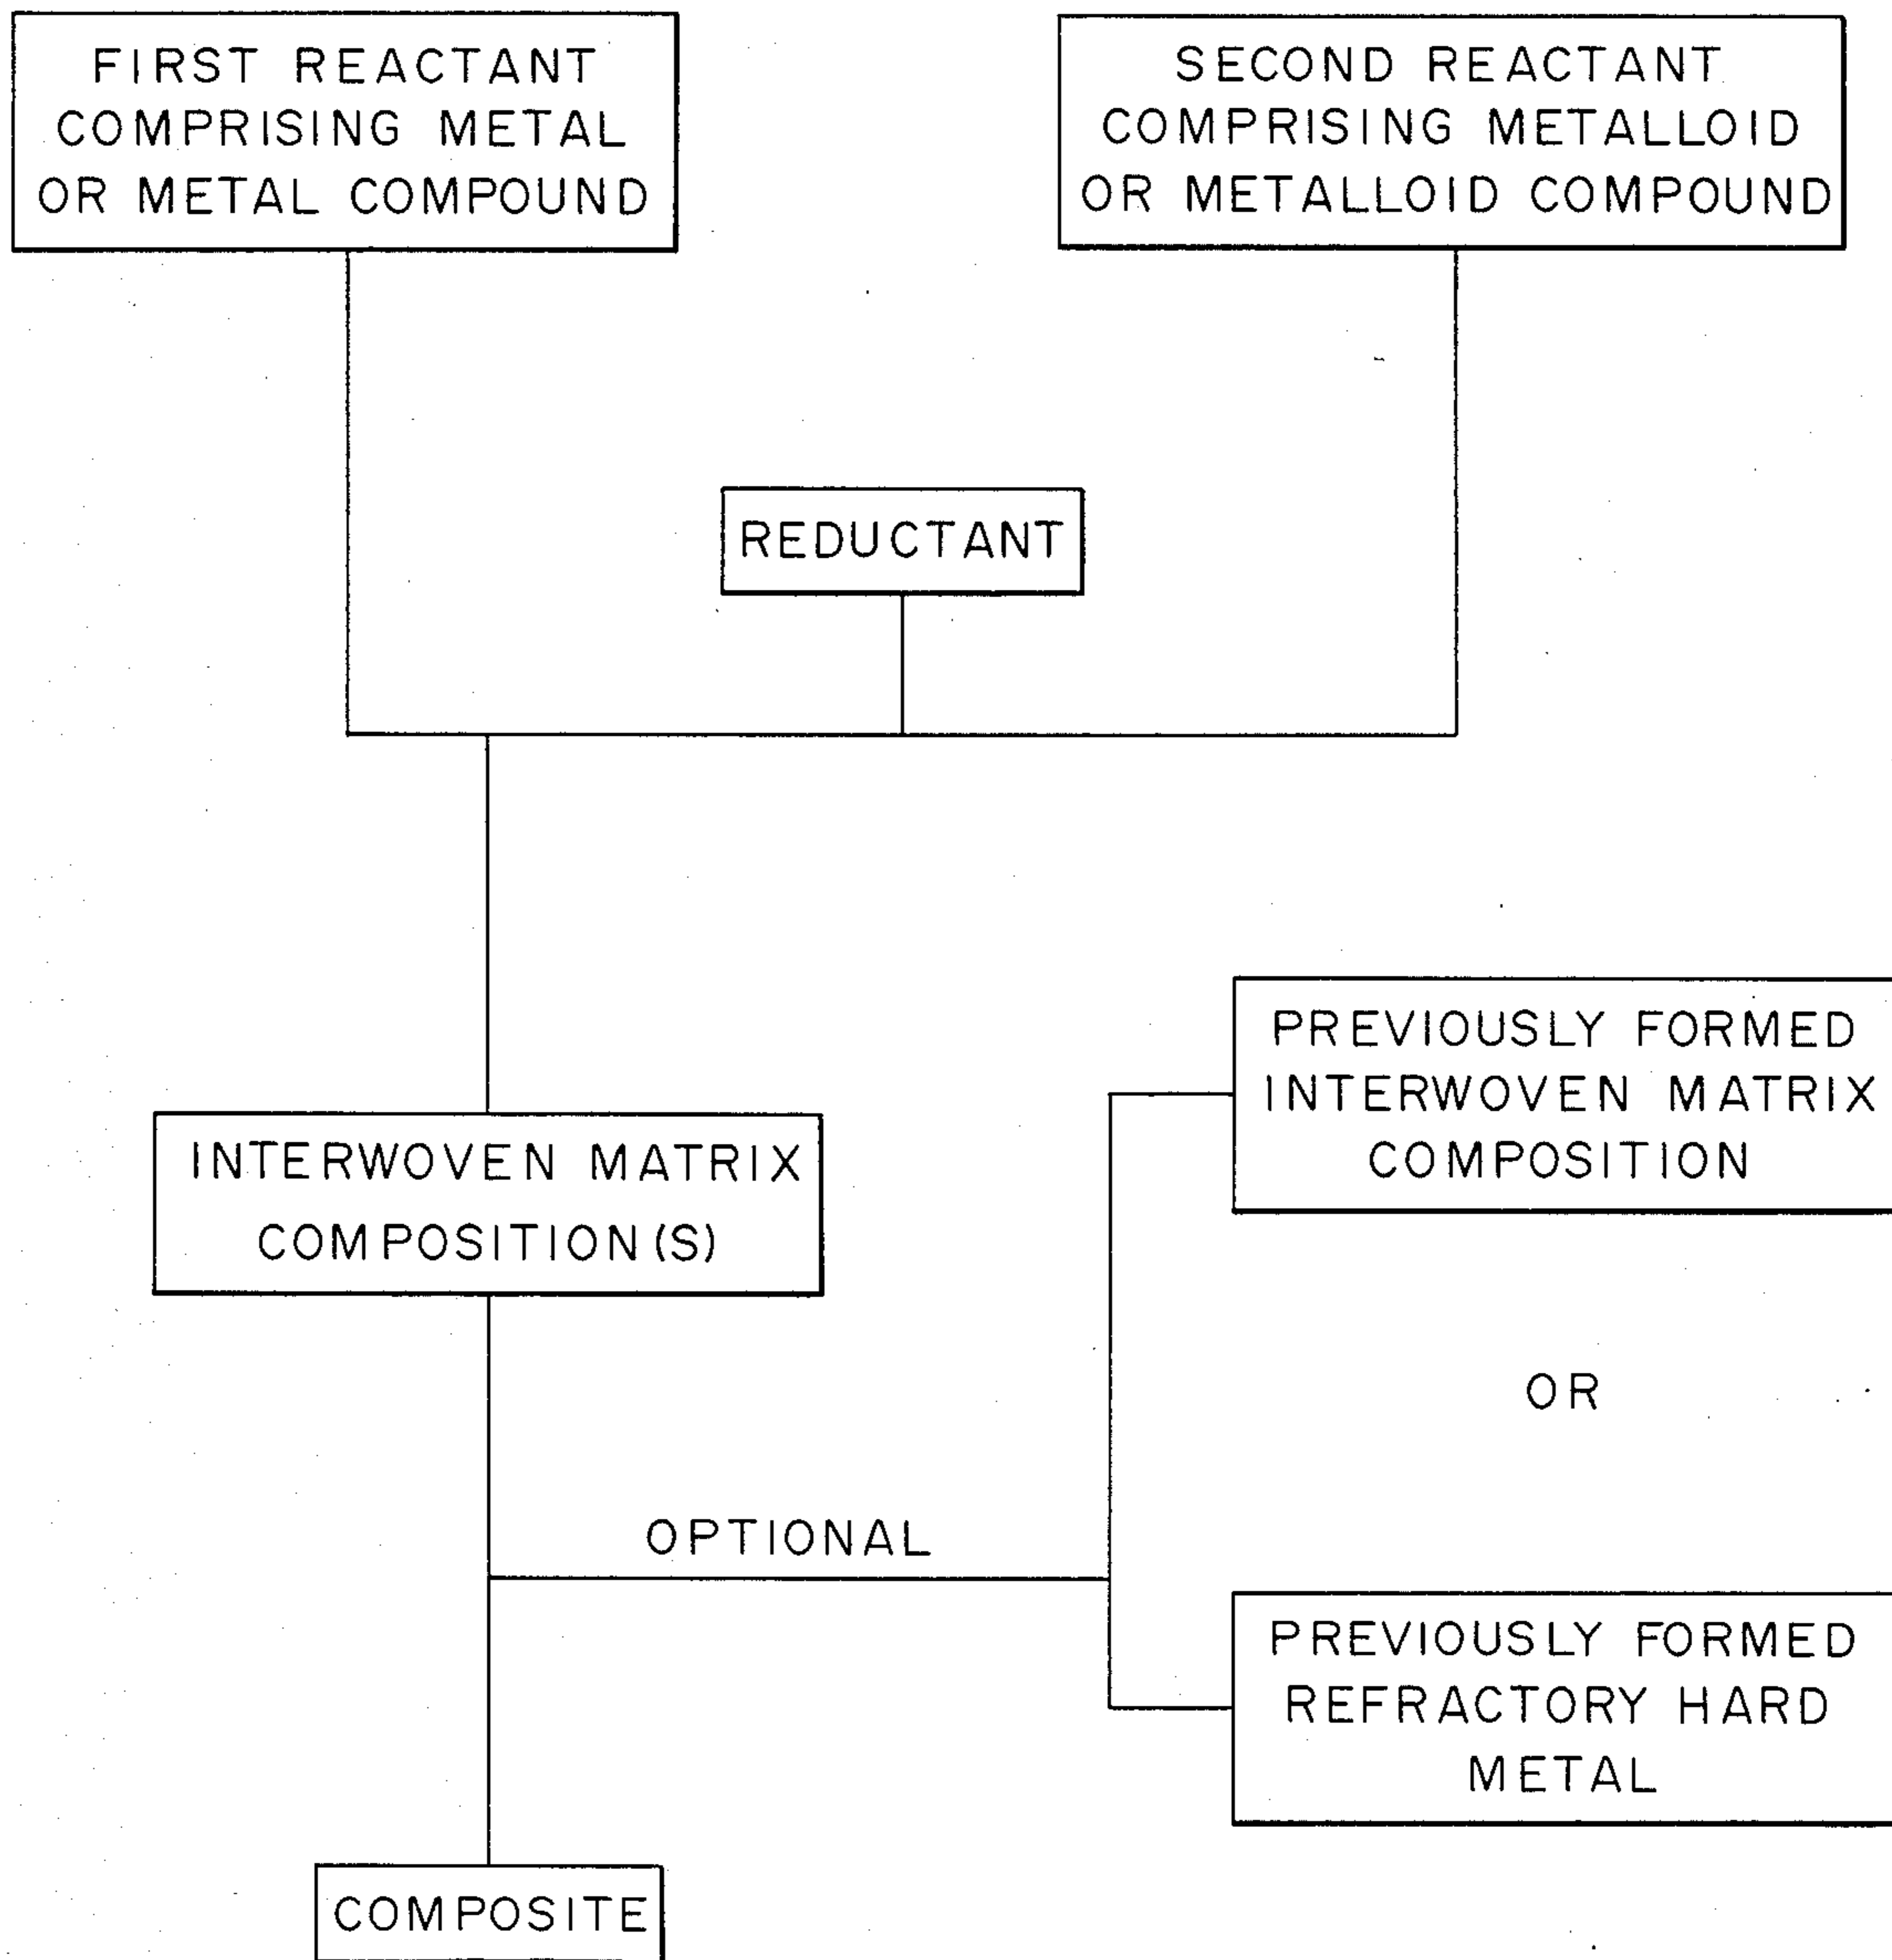 FIRST REACTANT
COMPRISING METAL
OR METAL COMPOUND
SECOND REACTANT
COMPRISING METALLOID
OR METALLOID COMPOUND
REDUCTANT
PREVIOUSLY FORMED
INTERWOVEN MATRIX
COMPOSITION
INTERWOVEN MATRIX
COMPOSITION(S)
OR
OPTIONAL
PREVIOUSLY FORMED
REFRACTORY HARD
METAL
COMPOSITE